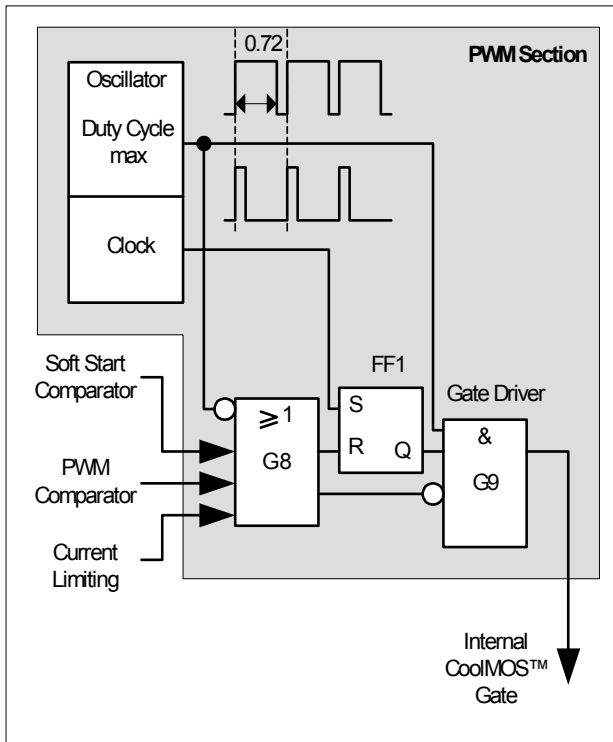 0.72
PWM Section
Oscillator
Duty Cycle
max
Clock
Soft Start
Comparator
PWM
Comparator
Current
Limiting
≥1
G8
FF1
S
R
Q
Gate Driver
&
G9
Internal
CoolMOS™
Gate